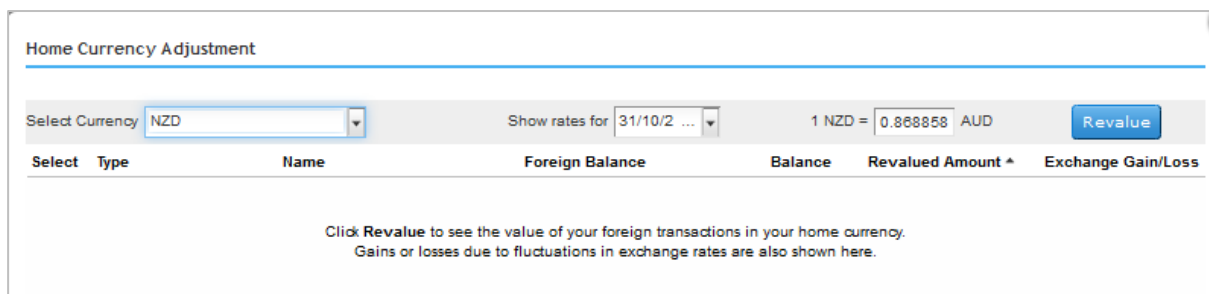 Home Currency Adjustment
Select Currency NZD Show rates for 31/10/2 ... 1 NZD = 0.868858 AUD Revalue
Select Type Name Foreign Balance Balance Revalued Amount Exchange Gain/Loss
Click Revalue to see the value of your foreign transactions in your home currency.
Gains or losses due to fluctuations in exchange rates are also shown here.